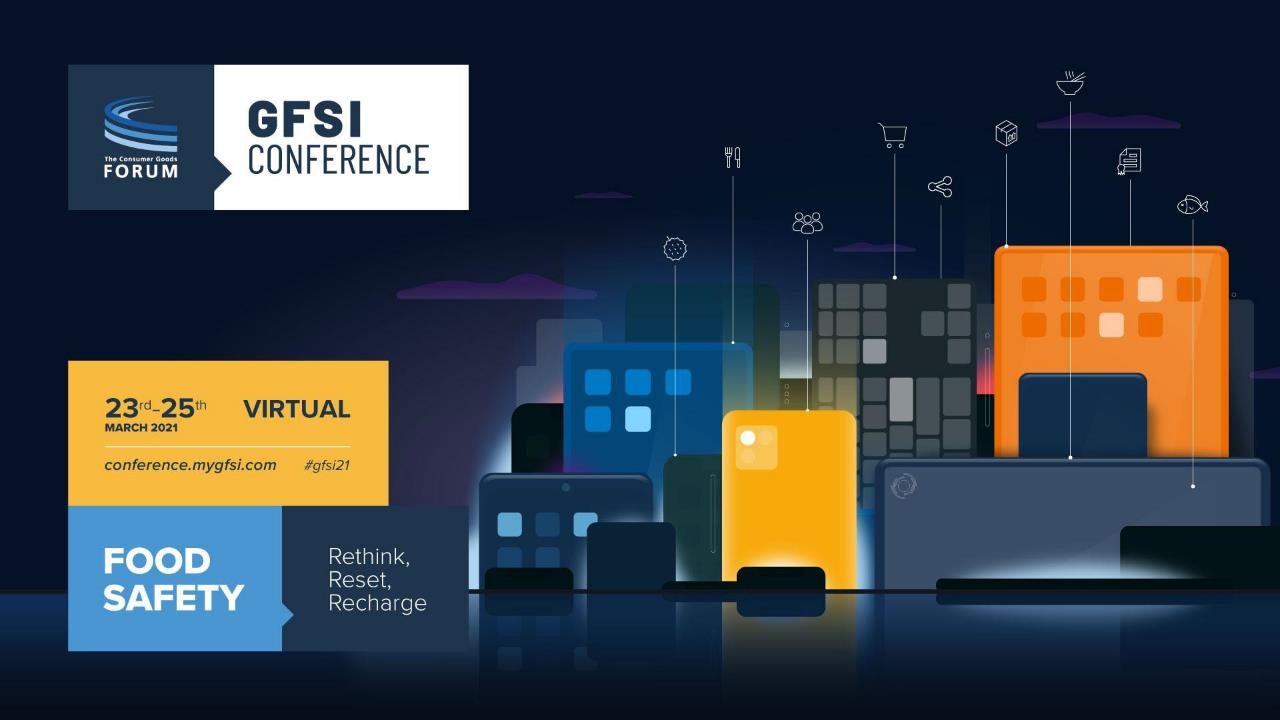 The Consumer Goods
FORUM
GFSI
CONFERENCE
23rd–25th
MARCH 2021
VIRTUAL
conference.mygfsi.com
#gfsi21
FOOD
SAFETY
Rethink,
Reset,
Recharge